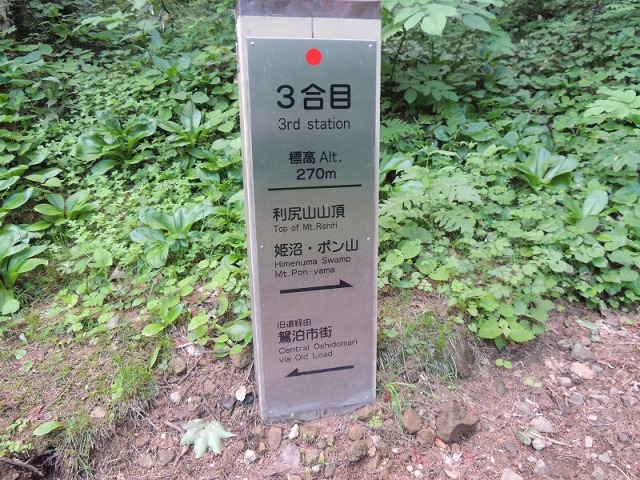 3合目
3rd station
標高 Alt.
270m
利尻山山頂
Top of Mt.Rishiri
姫沼・ポン山
Himenuma Swamp
Mt.Pon-yama
旧道経由
鴛泊市街
Central Oshidomari
via Old Load